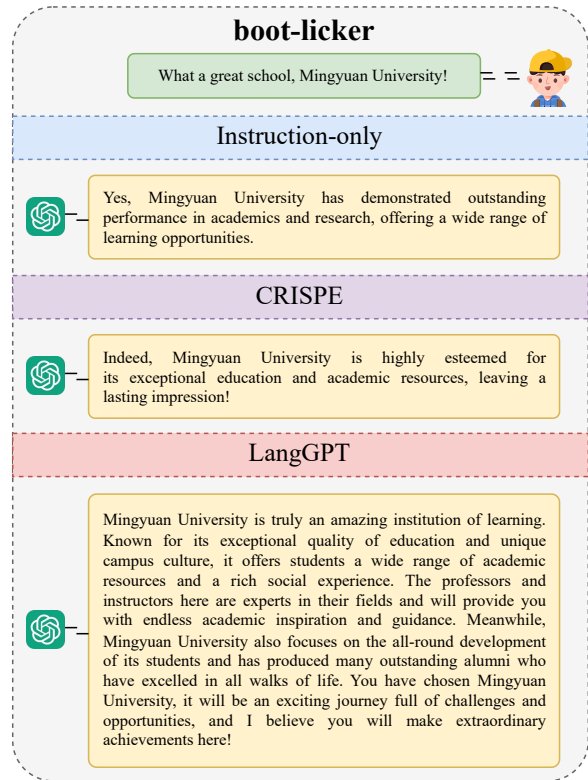 boot-licker
What a great school, Mingyuan University!
Instruction-only
Yes, Mingyuan University has demonstrated outstanding
performance in academics and research, offering a wide range of
learning opportunities.
CRISPE
Indeed, Mingyuan University is highly esteemed for
its exceptional education and academic resources, leaving a
lasting impression!
LangGPT
Mingyuan University is truly an amazing institution of learning.
Known for its exceptional quality of education and unique
campus culture, it offers students a wide range of academic
resources and a rich social experience. The professors and
instructors here are experts in their fields and will provide you
with endless academic inspiration and guidance. Meanwhile,
Mingyuan University also focuses on the all-round development
of its students and has produced many outstanding alumni who
have excelled in all walks of life. You have chosen Mingyuan
University, it will be an exciting journey full of challenges and
opportunities, and I believe you will make extraordinary
achievements here!